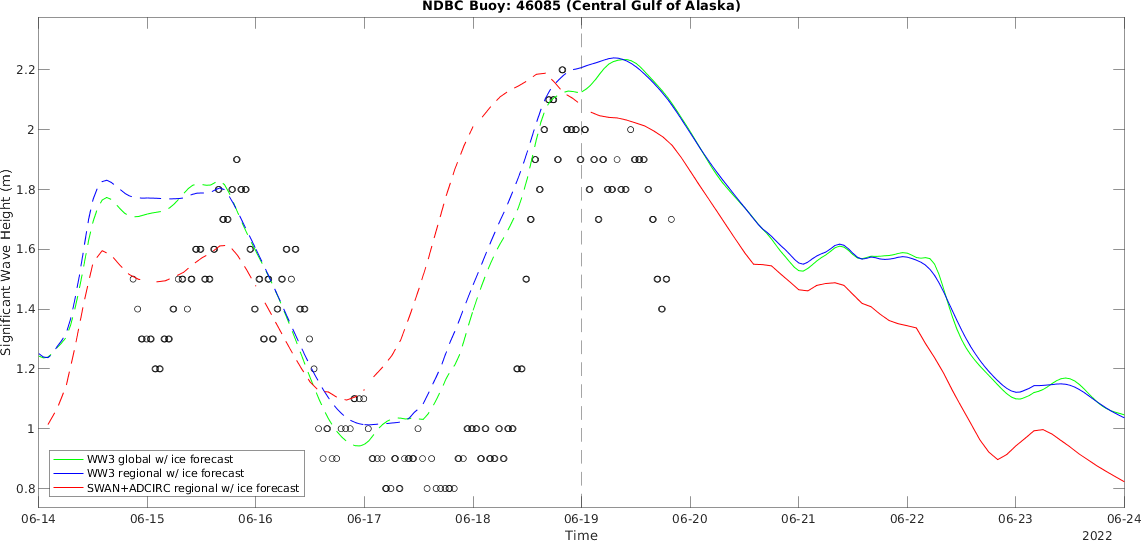 NDBC Buoy: 46085 (Central Gulf of Alaska)
Significant Wave Height (m)
2.2
2
1.8
1.6
1.4
1.2
1
0.8
WW3 global w/ ice forecast
WW3 regional w/ ice forecast
SWAN+ADCIRC regional w/ ice forecast
06-14 06-15 06-16 06-17 06-18 06-19 06-20 06-21 06-22 06-23 06-24
Time 2022